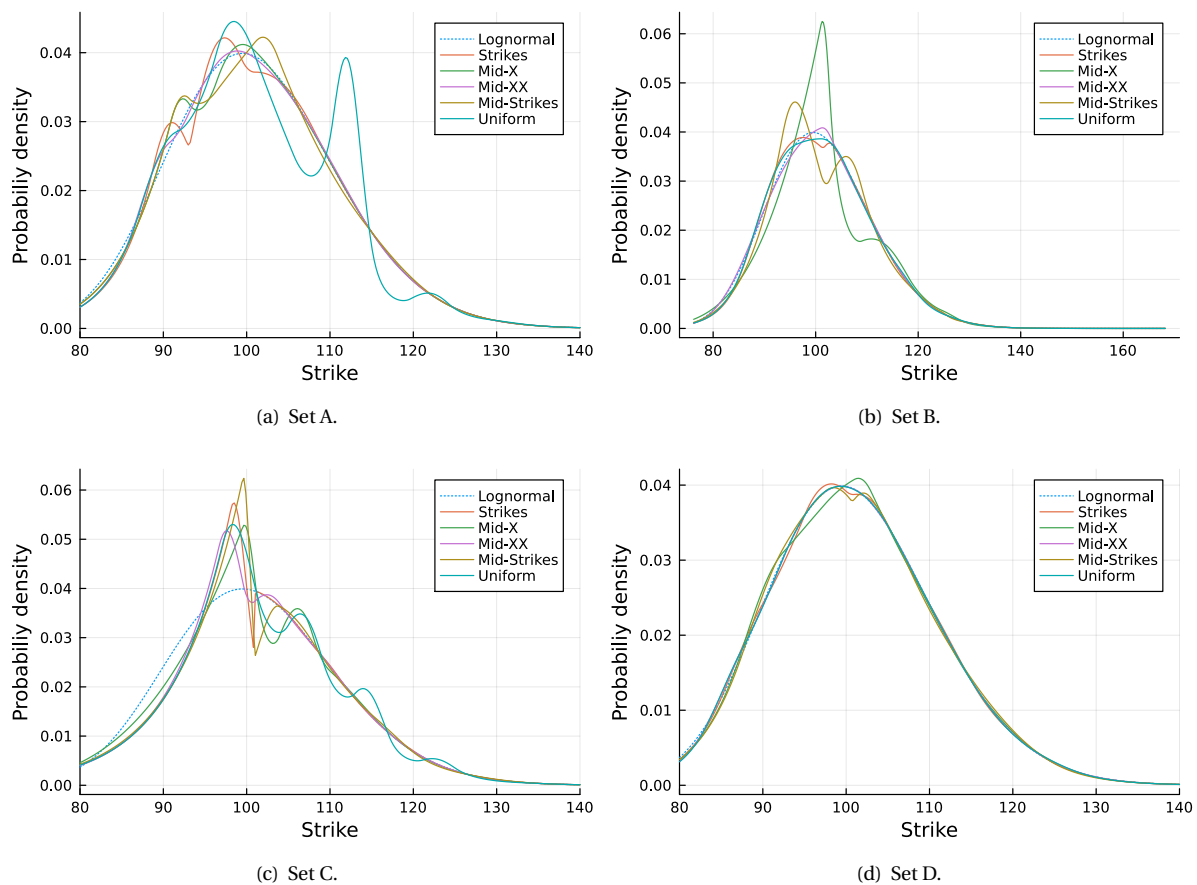 Probabiliy density
0.04
0.03
0.02
0.01
0.00
80 90 100 110 120 130 140
Strike
Lognormal
Strikes
Mid-X
Mid-XX
Mid-Strikes
Uniform
(a) Set A.
Probabiliy density
0.06
0.05
0.04
0.03
0.02
0.01
0.00
80 100 120 140 160
Strike
Lognormal
Strikes
Mid-X
Mid-XX
Mid-Strikes
Uniform
(b) Set B.
Probabiliy density
0.06
0.05
0.04
0.03
0.02
0.01
0.00
80 90 100 110 120 130 140
Strike
Lognormal
Strikes
Mid-X
Mid-XX
Mid-Strikes
Uniform
(c) Set C.
Probabiliy density
0.04
0.03
0.02
0.01
0.00
80 90 100 110 120 130 140
Strike
Lognormal
Strikes
Mid-X
Mid-XX
Mid-Strikes
Uniform
(d) Set D.